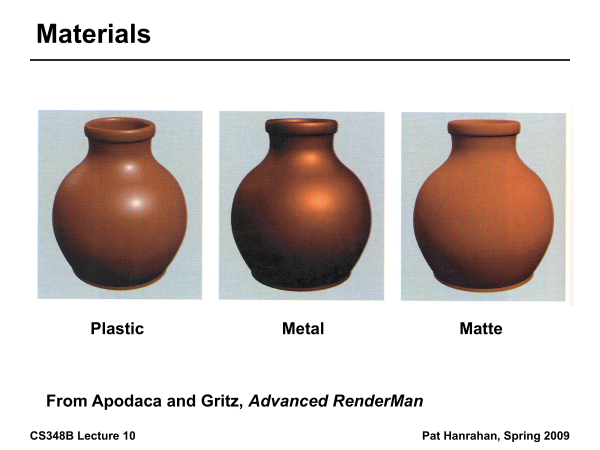 Materials
Plastic
Metal
Matte
From Apodaca and Gritz, Advanced RenderMan
CS348B Lecture 10
Pat Hanrahan, Spring 2009